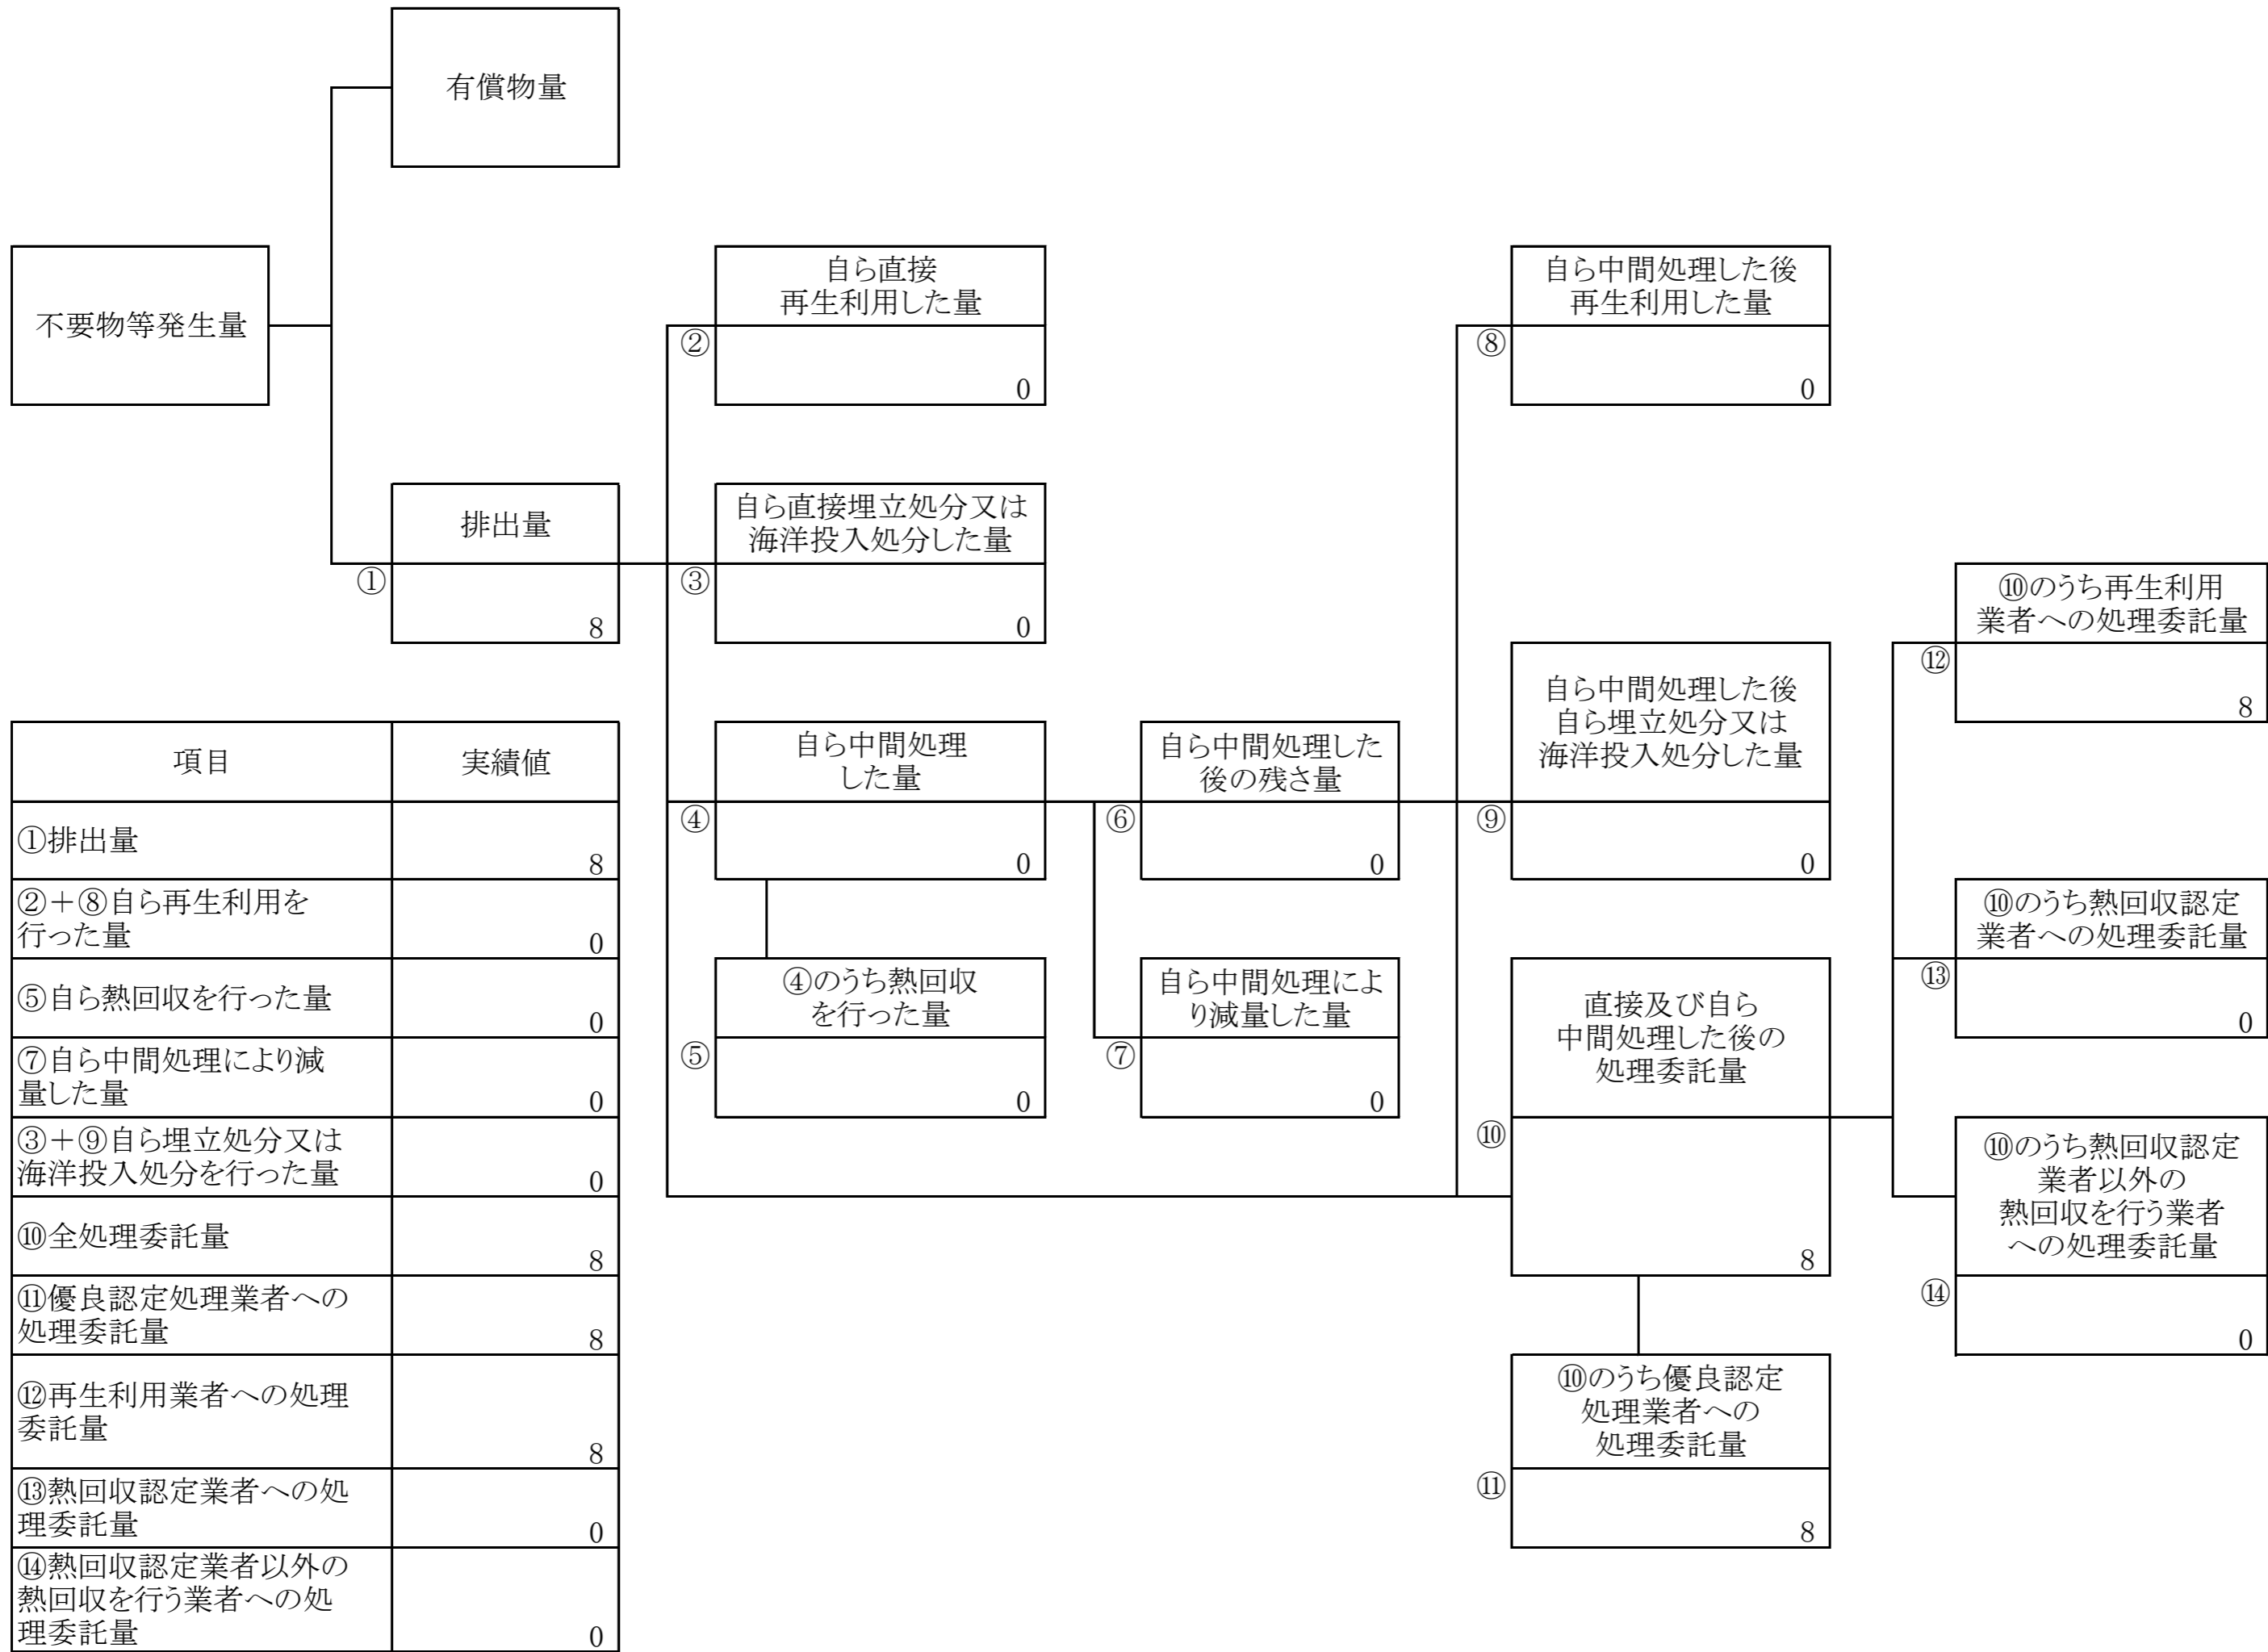 有償物量
不要物等発生量
自ら直接
再生利用した量
②
0
自ら中間処理した後
再生利用した量
⑧
0
排出量
①
8
自ら直接埋立処分又は
海洋投入処分した量
③
0
⑩のうち再生利用
業者への処理委託量
⑫
8
自ら中間処理
した量
④
0
自ら中間処理した
後の残さ量
⑥
0
自ら中間処理した後
自ら埋立処分又は
海洋投入処分した量
⑨
0
⑩のうち熱回収認定
業者への処理委託量
⑬
0
④のうち熱回収
を行った量
⑤
0
自ら中間処理によ
り減量した量
⑦
0
直接及び自ら
中間処理した後の
処理委託量
⑩
8
⑩のうち熱回収認定
業者以外の
熱回収を行う業者
への処理委託量
⑭
0
⑩のうち優良認定
処理業者への
処理委託量
⑪
8
項目
実績値
①排出量
8
②＋⑧自ら再生利用を
行った量
0
⑤自ら熱回収を行った量
0
⑦自ら中間処理により減
量した量
0
③＋⑨自ら埋立処分又は
海洋投入処分を行った量
0
⑩全処理委託量
8
⑪優良認定処理業者への
処理委託量
8
⑫再生利用業者への処理
委託量
8
⑬熱回収認定業者への処
理委託量
0
⑭熱回収認定業者以外の
熱回収を行う業者への処
理委託量
0